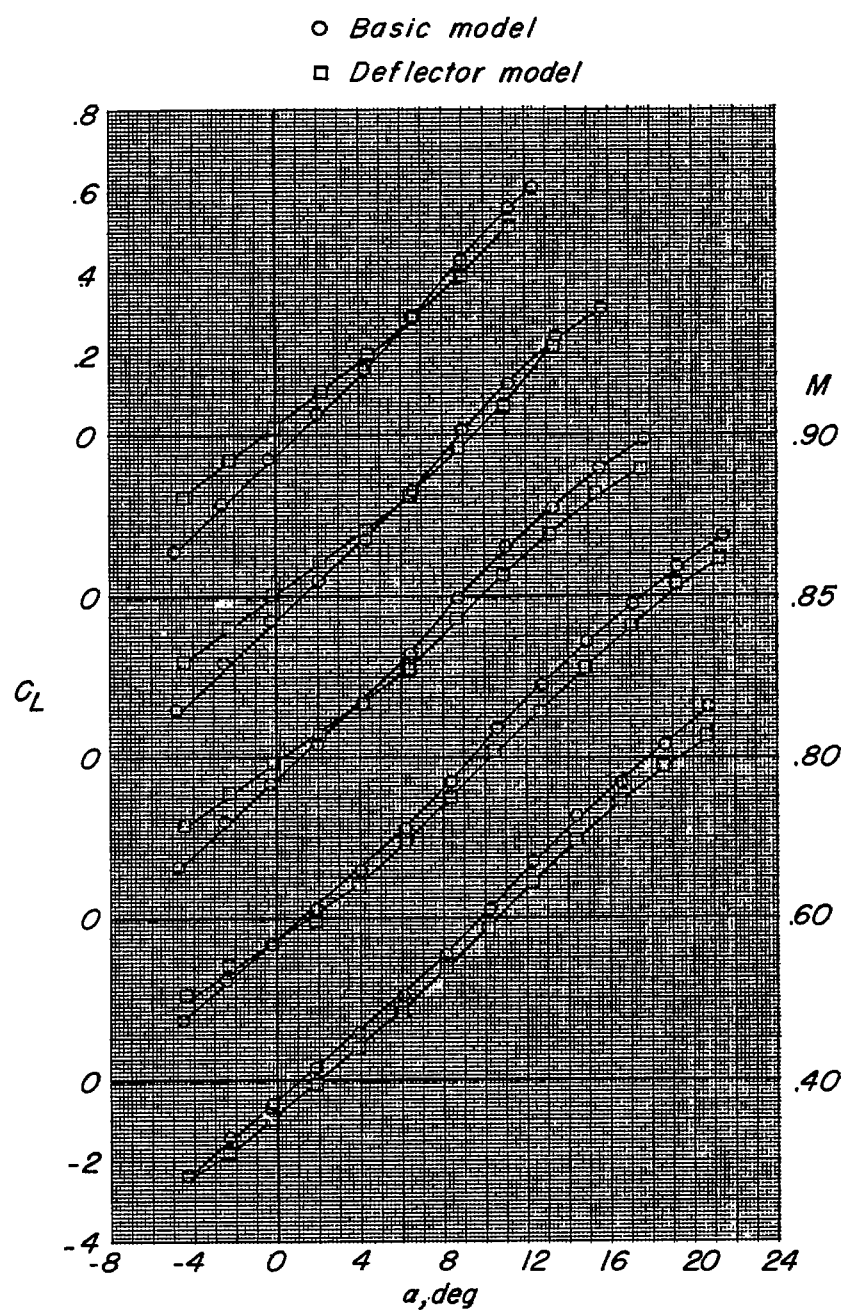 ○ Basic model
□ Deflector model
.8
.6
.4
.2
M
0 .90
0 .85
C_L
0 .80
0 .60
0 .40
-.2
-.4
-8 -4 0 4 8 12 16 20 24
α, deg